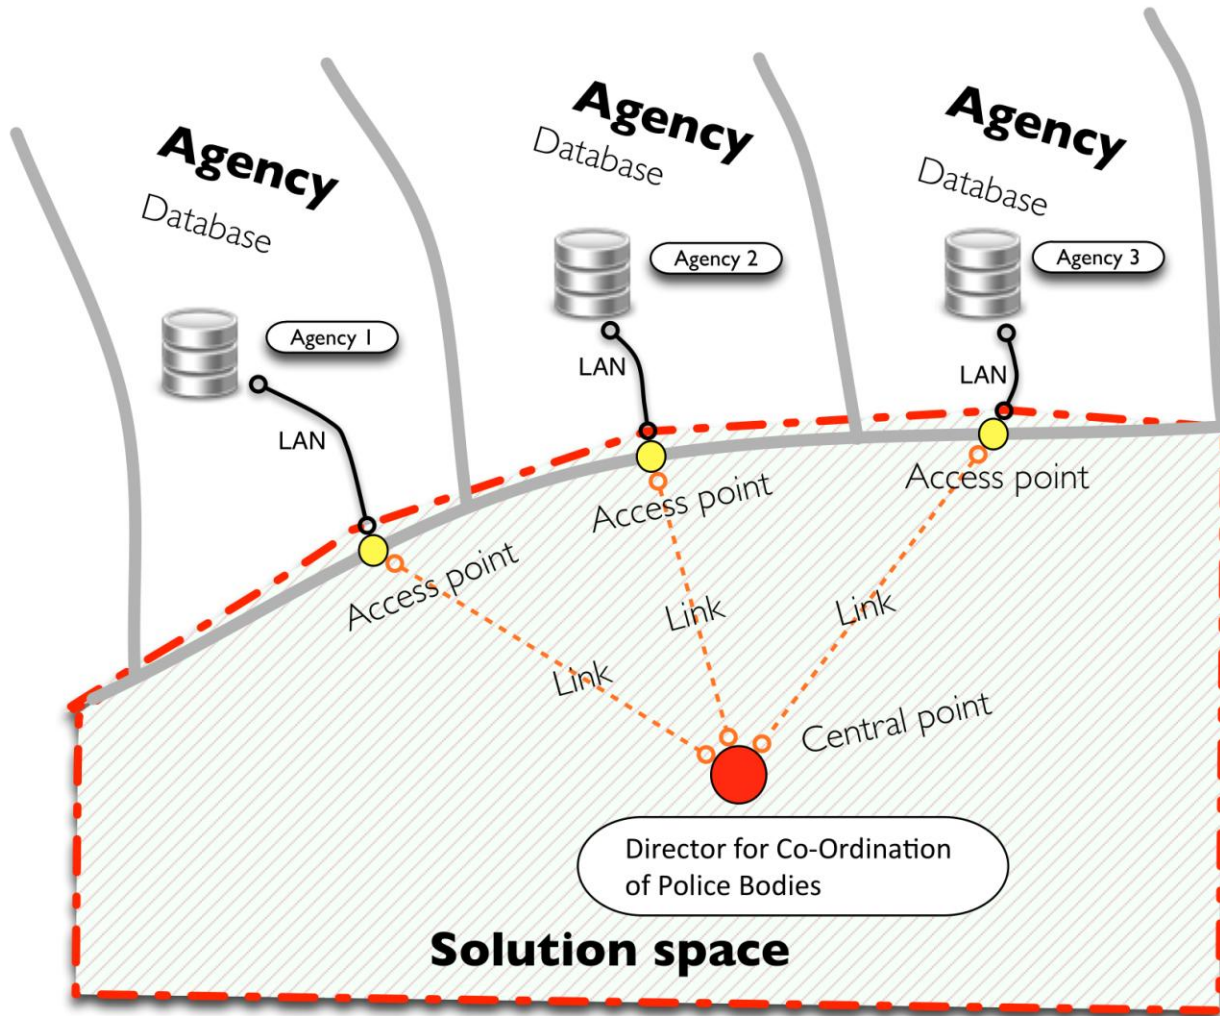 Agency
Database
Agency 1
LAN
Agency
Database
Agency 2
LAN
Agency
Database
Agency 3
LAN
Access point
Access point
Access point
Link
Link
Link
Central point
Director for Co-Ordination
of Police Bodies
Solution space